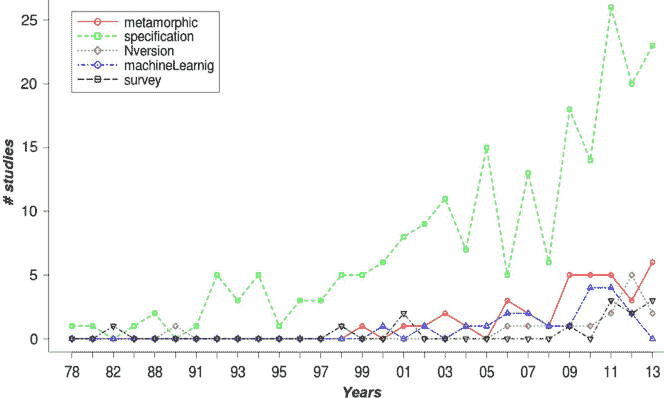 25
20
15
10
5
0
# studies
metamorphic
specification
Nversion
machineLearnig
survey
78 82 88 91 93 95 97 99 01 03 05 07 09 11 13
Years